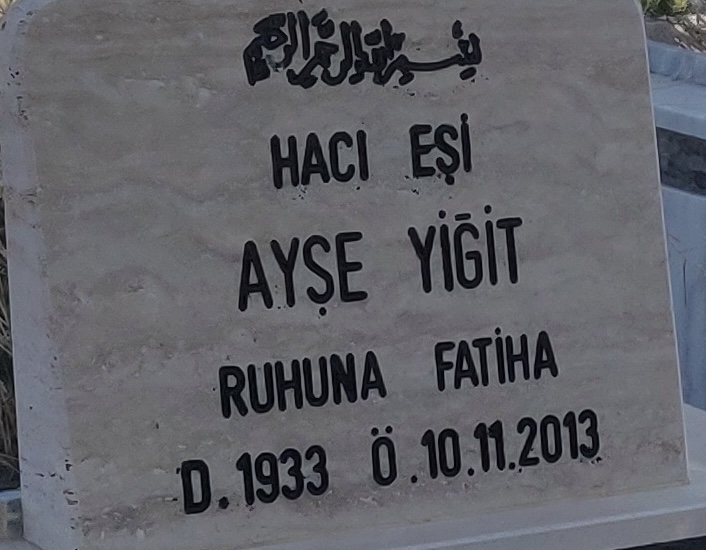 بسم الله الرحمن الرحيم
HACI EŞİ
AYŞE YİĞİT
RUHUNA FATİHA
D. 1933 Ö. 10.11.2013